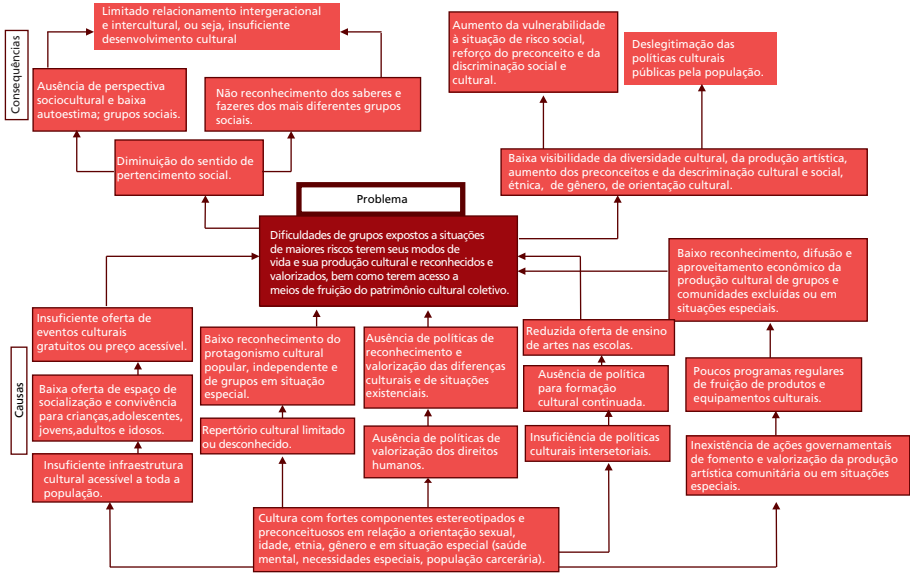 Consequências
Limitado relacionamento intergeracional
e intercultural, ou seja, insuficiente
desenvolvimento cultural
Aumento da vulnerabilidade
à situação de risco social,
reforço do preconceito e da
discriminação social e
cultural.
Deslegitimação das
políticas culturais
públicas pela população.
Ausência de perspectiva
sociocultural e baixa
autoestima; grupos sociais.
Não reconhecimento dos saberes e
fazeres dos mais diferentes grupos
sociais.
Diminuição do sentido de
pertencimento social.
Baixa visibilidade da diversidade cultural, da produção artística,
aumento dos preconceitos e da descriminação cultural e social,
étnica, de gênero, de orientação cultural.
Problema
Dificuldades de grupos expostos a situações
de maiores riscos terem seus modos de
vida e sua produção cultural e reconhecidos e
valorizados, bem como terem acesso a
meios de fruição do patrimônio cultural coletivo.
Causas
Insuficiente oferta de
eventos culturais
gratuitos ou preço acessível.
Baixo reconhecimento do
protagonismo cultural
popular, independente e
de grupos em situação
especial.
Ausência de políticas de
reconhecimento e
valorização das diferenças
culturais e de situações
existenciais.
Reduzida oferta de ensino
de artes nas escolas.
Baixo reconhecimento, difusão e
aproveitamento econômico da
produção cultural de grupos e
comunidades excluídas ou em
situações especiais.
Baixa oferta de espaço de
socialização e convivência
para crianças,adolescentes,
jovens,adultos e idosos.
Repertório cultural limitado
ou desconhecido.
Ausência de políticas de
valorização dos direitos
humanos.
Ausência de política
para formação
cultural continuada.
Poucos programas regulares
de fruição de produtos e
equipamentos culturais.
Insuficiente infraestrutura
cultural acessível a toda a
população.
Insuficiência de políticas
culturais intersetoriais.
Inexistência de ações governamentais
de fomento e valorização da produção
artística comunitária ou em situações
especiais.
Cultura com fortes componentes estereotipados e
preconceituosos em relação a orientação sexual,
idade, etnia, gênero e em situação especial (saúde
mental, necessidades especiais, população carcerária).